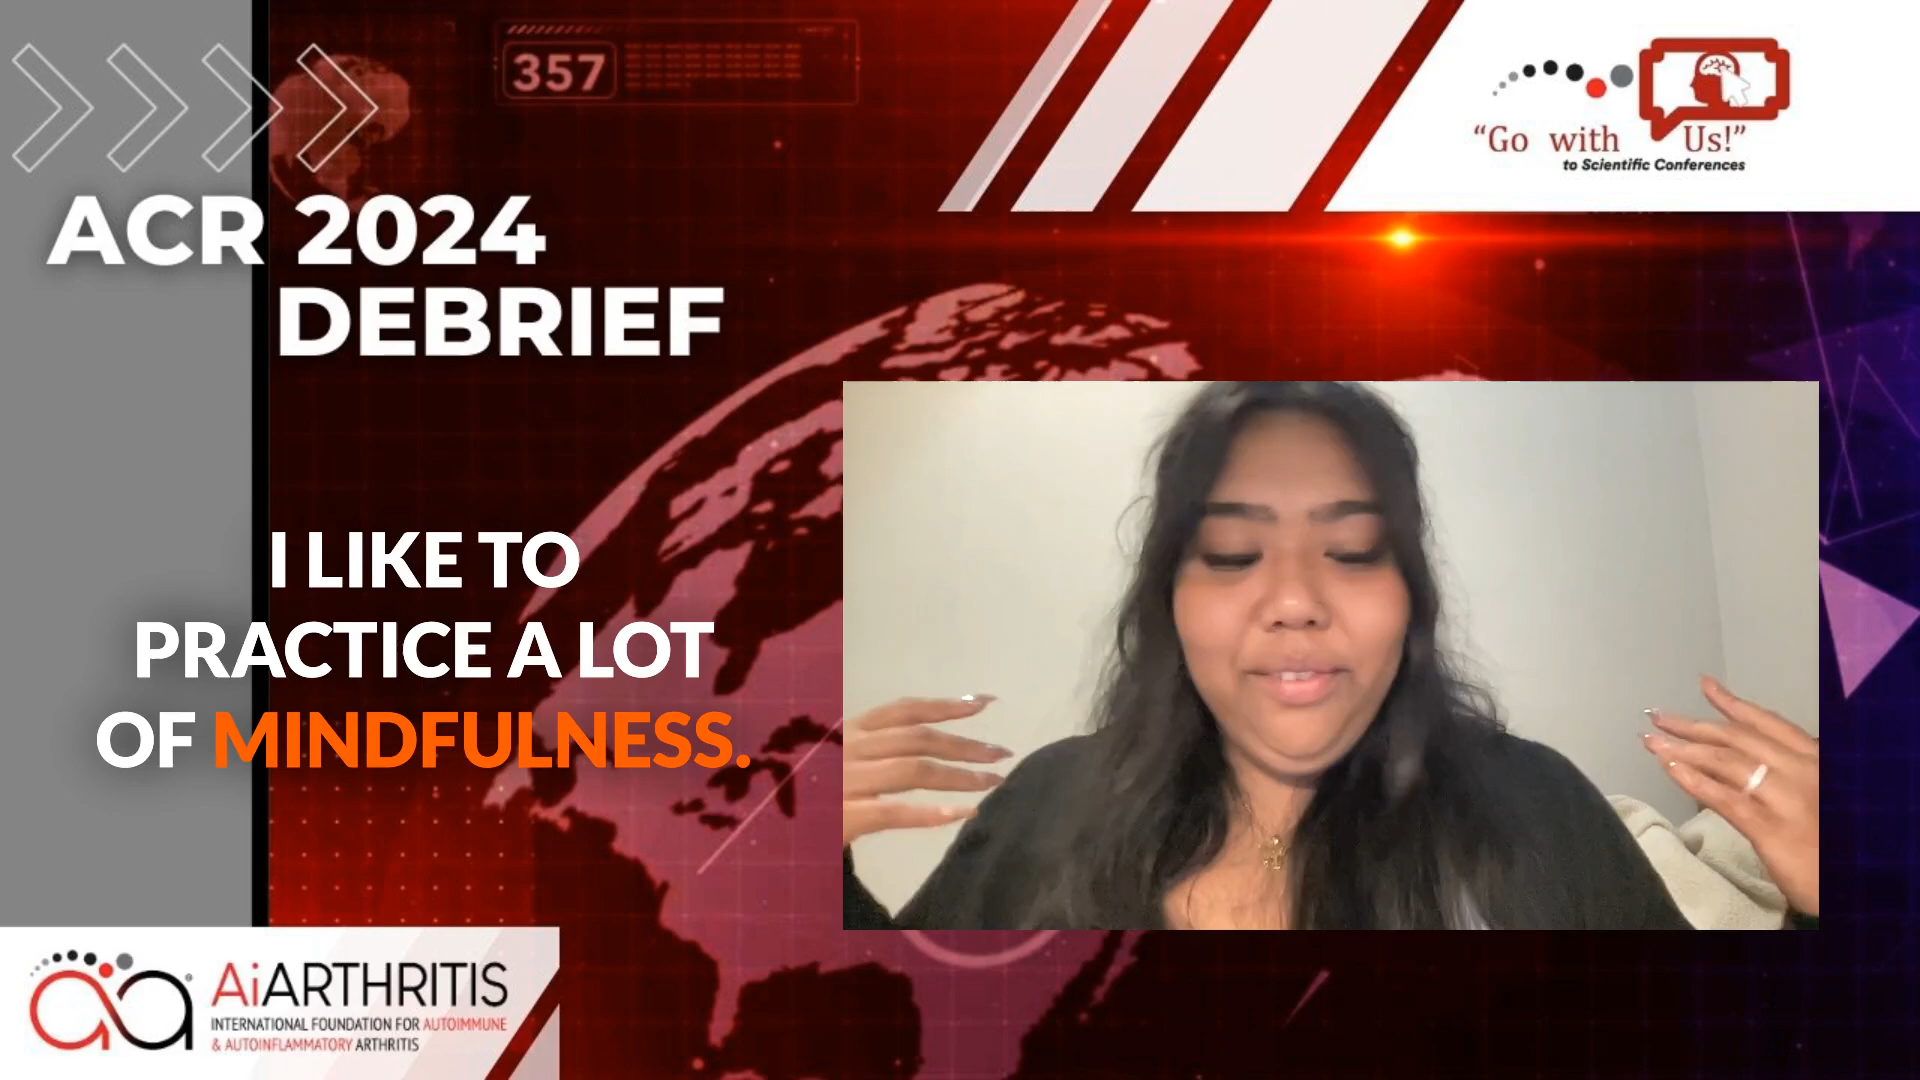 357
“Go with Us!”
to Scientific Conferences
ACR 2024
DEBRIEF
I LIKE TO
PRACTICE A LOT
OF MINDFULNESS.
AiARTHRITIS
INTERNATIONAL FOUNDATION FOR AUTOIMMUNE
& AUTOINFLAMMATORY ARTHRITIS